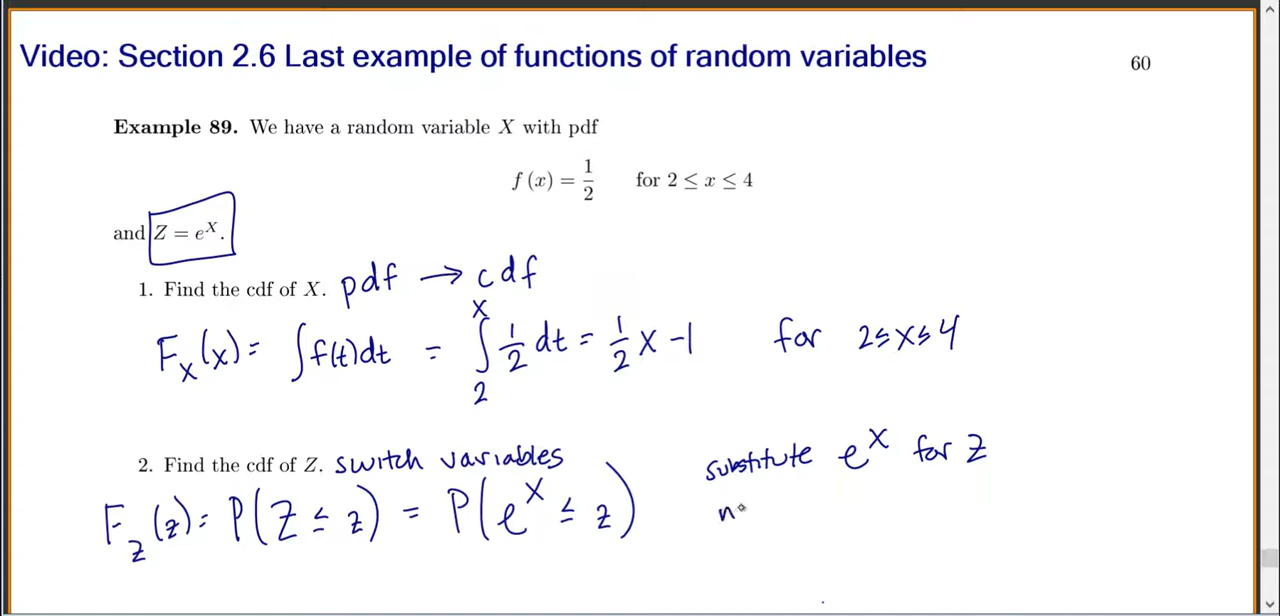 Video: Section 2.6 Last example of functions of random variables
60
Example 89. We have a random variable X with pdf
f (x) = 1/2 for 2 ≤ x ≤ 4
and Z = e^X.
1. Find the cdf of X. pdf → cdf
F_X(x) = ∫f(t)dt = ∫_2^x 1/2 dt = 1/2 x - 1 for 2 ≤ x ≤ 4
2. Find the cdf of Z. switch variables
substitute e^X for Z
F_Z(z) = P(Z ≤ z) = P(e^X ≤ z)